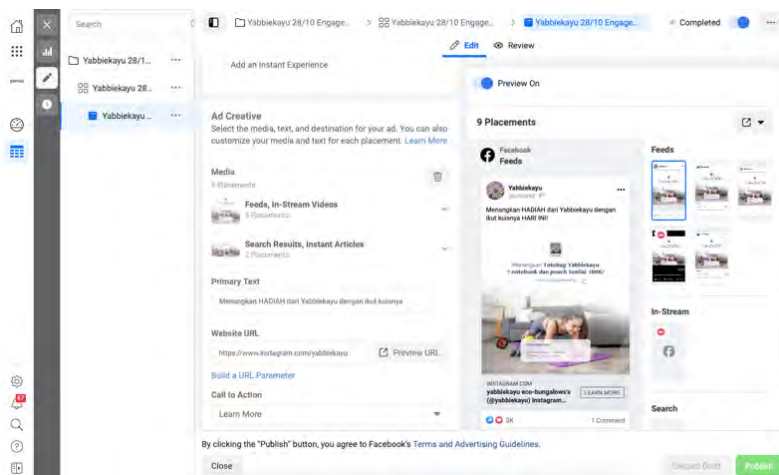 Search
Yabbiekayu 28/10 Engage...
Yabbiekayu 28/10 Engage...
Yabbiekayu 28/10 Engage...
Completed
Edit
Review
Yabbiekayu 28/1...
Yabbiekayu 28...
Yabbiekayu ...
Add an Instant Experience
Ad Creative
Select the media, text, and destination for your ad. You can also
customize your media and text for each placement. Learn More
Media
9 Placements
Feeds, In-Stream Videos
Search Results, Instant Articles
2 Placements
Primary Text
Menangkan HADIAH dari Yabbiekayu dengan ikut kuisnya
Website URL
https://www.instagram.com/yabbiekayu
Preview URL
Build a URL Parameter
Call to Action
Learn More
Preview On
9 Placements
Facebook
Feeds
Yabbiekayu
Sponsored
Menangkan HADIAH dari Yabbiekayu dengan
ikut kuisnya HARI INI!
Menangkan Totebag Yabbiekayu
INSTAGRAM.COM
yabbiekayu eco-bungalows's
(@yabbiekayu) Instagram...
LEARN MORE
3K
1 Comment
Feeds
In-Stream
Search
67
By clicking the "Publish" button, you agree to Facebook's Terms and Advertising Guidelines.
Close
Discard Draft
Publish